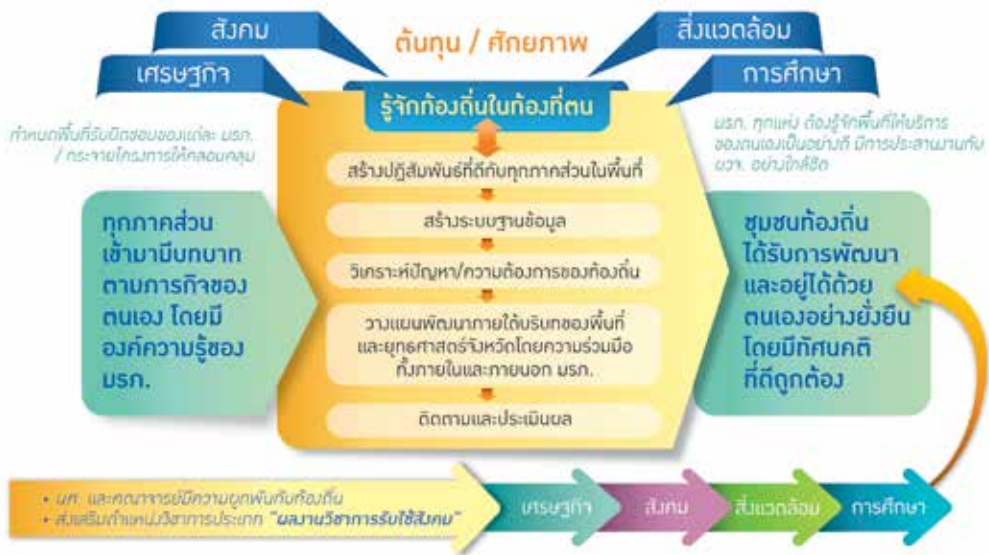 สังคม
ต้นทุน / ศักยภาพ
สิ่งแวดล้อม
เศรษฐกิจ
การศึกษา
รู้จักท้องถิ่นในท้องที่ตน
กำหนดพื้นที่รับผิดชอบของแต่ละ มรภ.
/ กระจายโครงการให้คลอบคลุม
มรภ. ทุกแห่ง ต้องรู้จักพื้นที่ให้บริการ
ของตนเองเป็นอย่างดี มีการประสานงานกับ
ผวจ. อย่างใกล้ชิด
สร้างปฏิสัมพันธ์ที่ดีกับทุกภาคส่วนในพื้นที่
สร้างระบบฐานข้อมูล
วิเคราะห์ปัญหา/ความต้องการของท้องถิ่น
วางแผนพัฒนาภายใต้บริบทของพื้นที่
และยุทธศาสตร์จังหวัดโดยความร่วมมือ
ทั้งภายในและภายนอก มรภ.
ติดตามและประเมินผล
ทุกภาคส่วน
เข้ามามีบทบาท
ตามภารกิจของ
ตนเอง โดยมี
องค์ความรู้ของ
มรภ.
ชุมชนท้องถิ่น
ได้รับการพัฒนา
และอยู่ได้ด้วย
ตนเองอย่างยั่งยืน
โดยมีทัศนคติ
ที่ดีถูกต้อง
• นศ. และคณาจารย์มีความผูกพันกับท้องถิ่น
• ส่งเสริมตำแหน่งวิชาการประเภท "ผลงานวิชาการรับใช้สังคม"
เศรษฐกิจ
สังคม
สิ่งแวดล้อม
การศึกษา